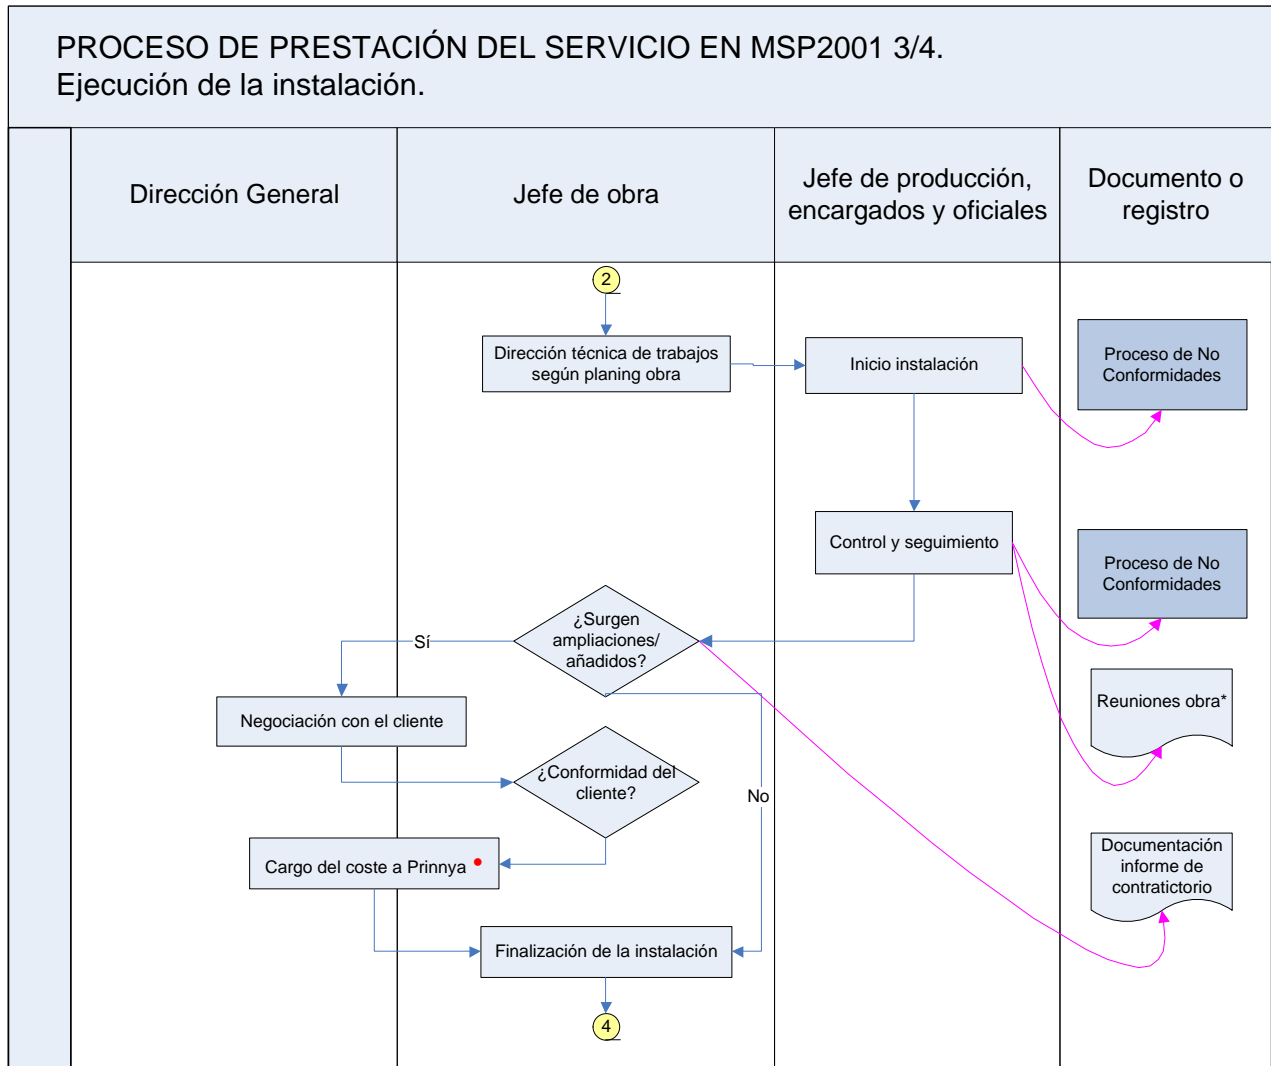 PROCESO DE PRESTACIÓN DEL SERVICIO EN MSP2001 3/4.
Ejecución de la instalación.
Dirección General
Jefe de obra
Jefe de producción,
encargados y oficiales
Documento o
registro
2
Dirección técnica de trabajos
según planing obra
Inicio instalación
Proceso de No
Conformidades
Control y seguimiento
Proceso de No
Conformidades
¿Surgen
ampliaciones/
añadidos?
Sí
Negociación con el cliente
Reuniones obra*
¿Conformidad del
cliente?
No
Cargo del coste a Prinnya
Documentación
informe de
contratictorio
Finalización de la instalación
4